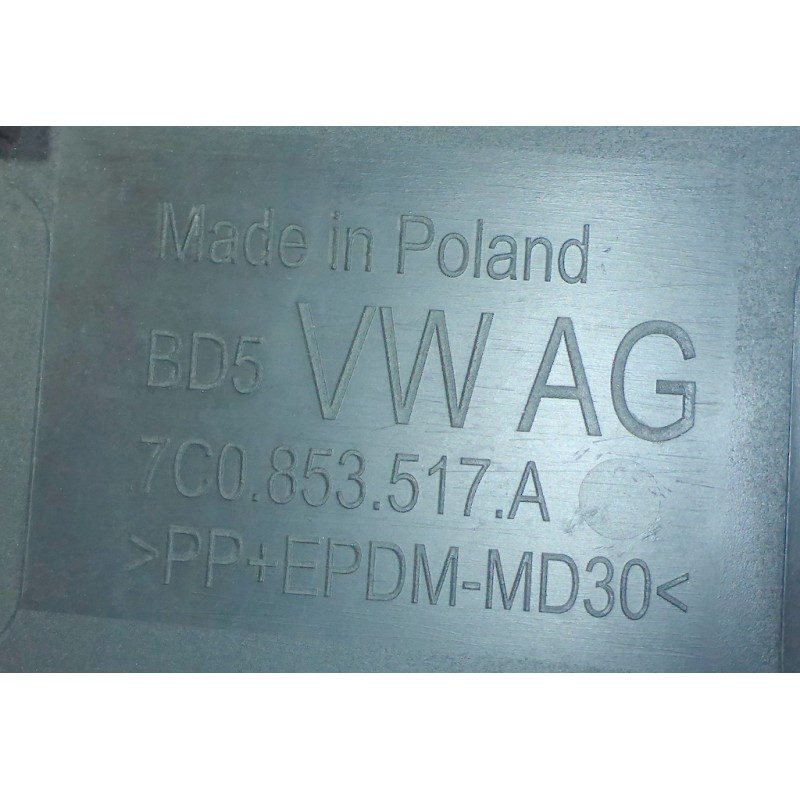 Made in Poland
BD5 VW AG
7C0.853.517.A
>PP+EPDM-MD30<